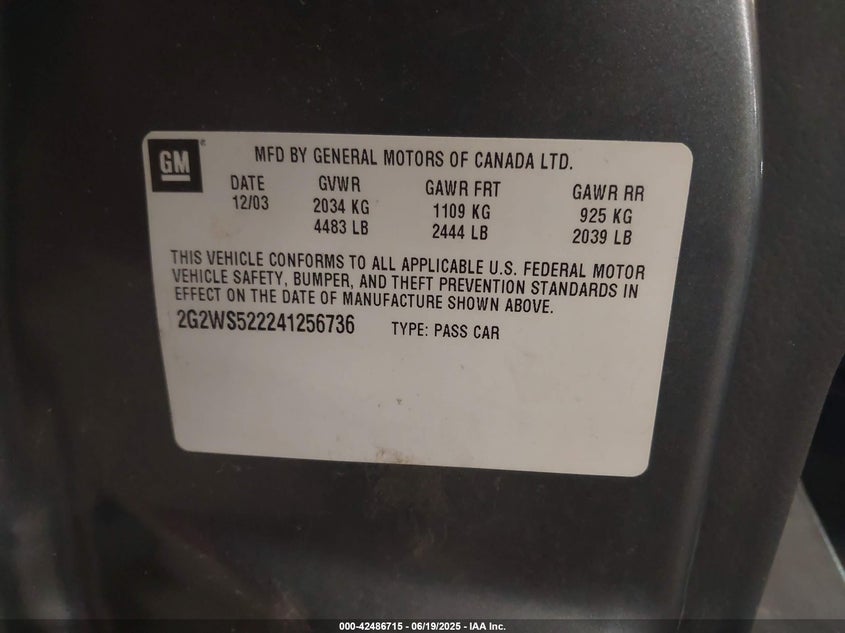 GM®
MFD BY GENERAL MOTORS OF CANADA LTD.
DATE GVWR GAWR FRT GAWR RR
12/03 2034 KG 1109 KG 925 KG
4483 LB 2444 LB 2039 LB
THIS VEHICLE CONFORMS TO ALL APPLICABLE U.S. FEDERAL MOTOR
VEHICLE SAFETY, BUMPER, AND THEFT PREVENTION STANDARDS IN
EFFECT ON THE DATE OF MANUFACTURE SHOWN ABOVE.
2G2WS522241256736 TYPE: PASS CAR
000-42486715 - 06/19/2025 - IAA Inc.